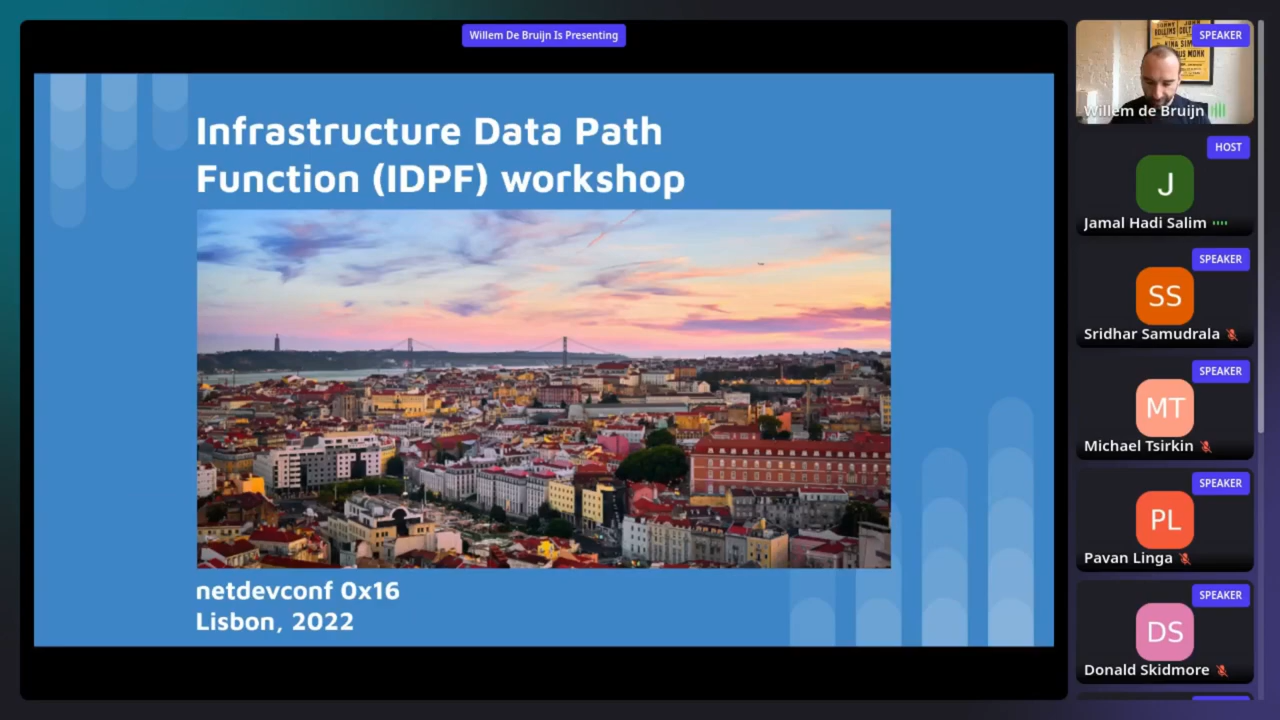 Willem De Bruijn Is Presenting
Infrastructure Data Path
Function (IDPF) workshop
netdevconf 0x16
Lisbon, 2022
SPEAKER
Willem de Bruijn
HOST
J
Jamal Hadi Salim
SPEAKER
SS
Sridhar Samudrala
SPEAKER
MT
Michael Tsirkin
SPEAKER
PL
Pavan Linga
SPEAKER
DS
Donald Skidmore